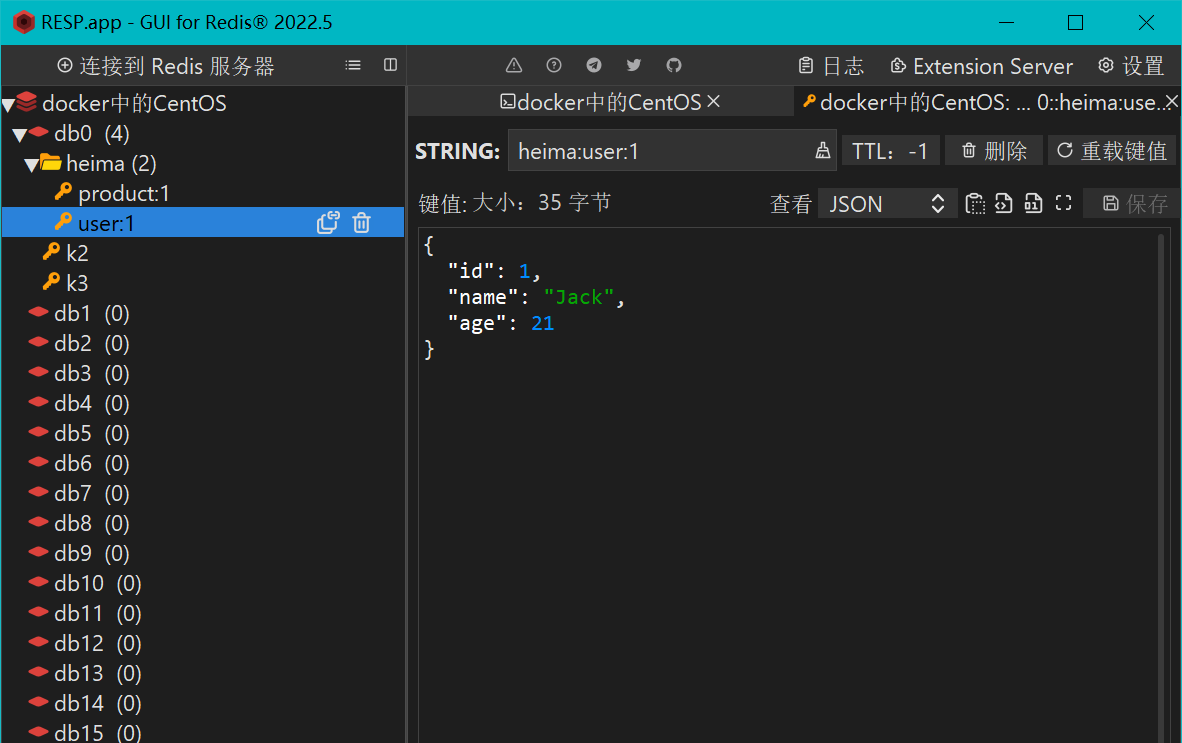 RESP.app - GUI for Redis® 2022.5
连接到 Redis 服务器
日志 Extension Server 设置
docker中的CentOS
db0 (4)
heima (2)
product:1
user:1
k2
k3
db1 (0)
db2 (0)
db3 (0)
db4 (0)
db5 (0)
db6 (0)
db7 (0)
db8 (0)
db9 (0)
db10 (0)
db11 (0)
db12 (0)
db13 (0)
db14 (0)
db15 (0)
docker中的CentOS docker中的CentOS: ... 0::heima:use...
STRING: heima:user:1 TTL: -1 删除 重载键值
键值: 大小: 35 字节 查看 JSON 保存
{
"id": 1,
"name": "Jack",
"age": 21
}